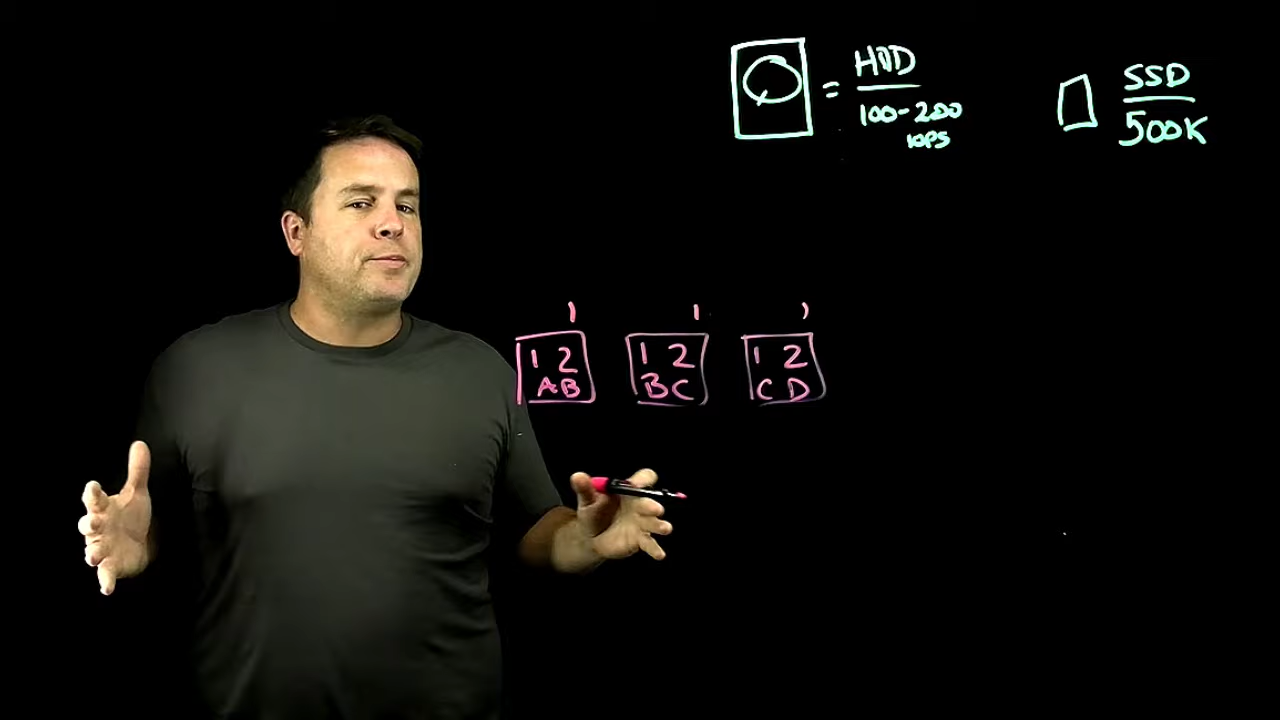 HDD
=
100-200
IOPS
SSD
500K
1 1 1
1 2 1 2 1 2
AB BC CD